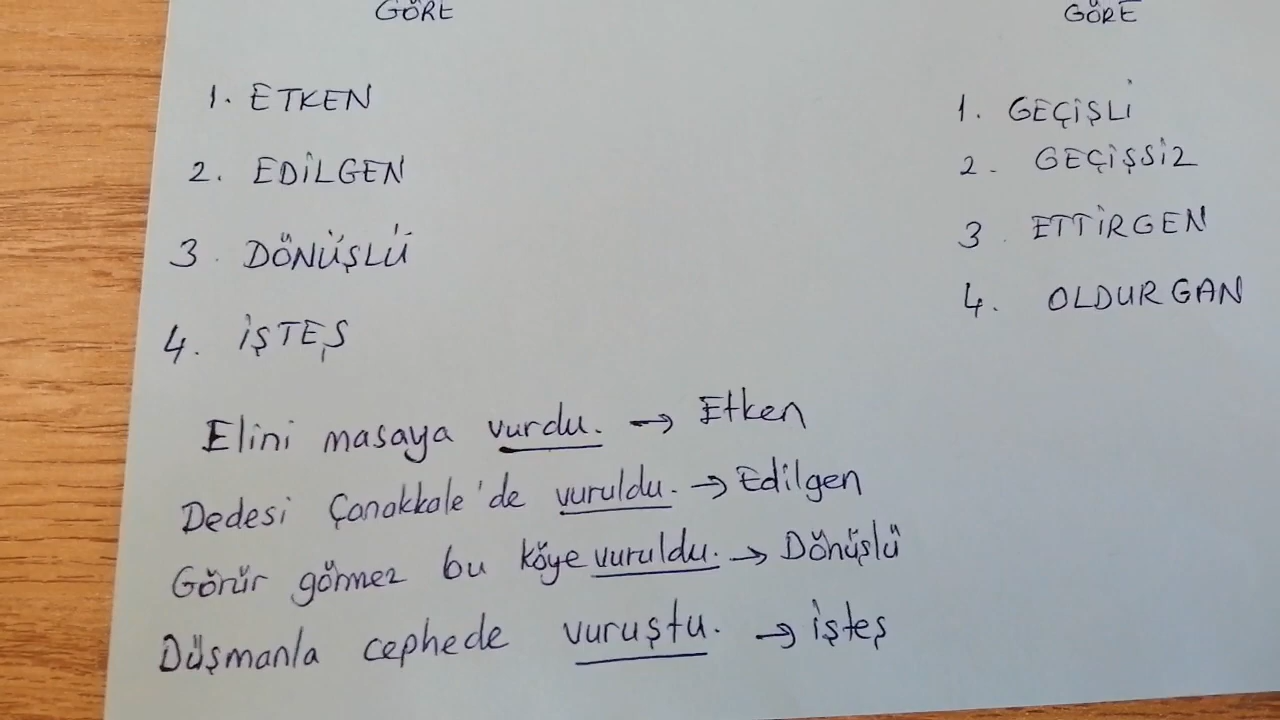 GÖRE
1. ETKEN
2. EDİLGEN
3. DÖNÜŞLÜ
4. İŞTEŞ
GÖRE
1. GEÇİŞLİ
2. GEÇİŞSİZ
3. ETTİRGEN
4. OLDURGAN
Elini masaya vurdu. → Etken
Dedesi Çanakkale'de vuruldu. → Edilgen
Görür görmez bu köye vuruldu. → Dönüşlü
Düşmanla cephede vuruştu. → işteş